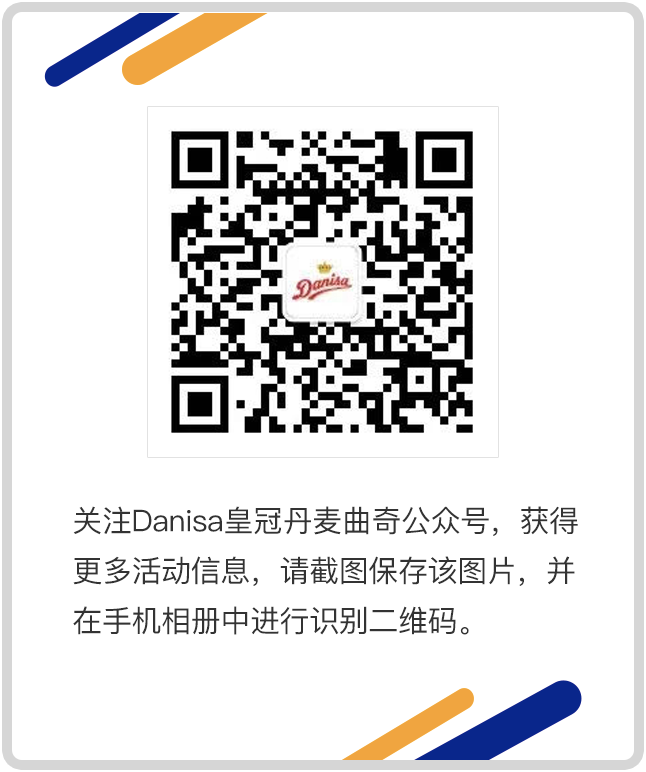 Danisa
关注Danisa皇冠丹麦曲奇公众号，获得
更多活动信息，请截图保存该图片，并
在手机相册中进行识别二维码。